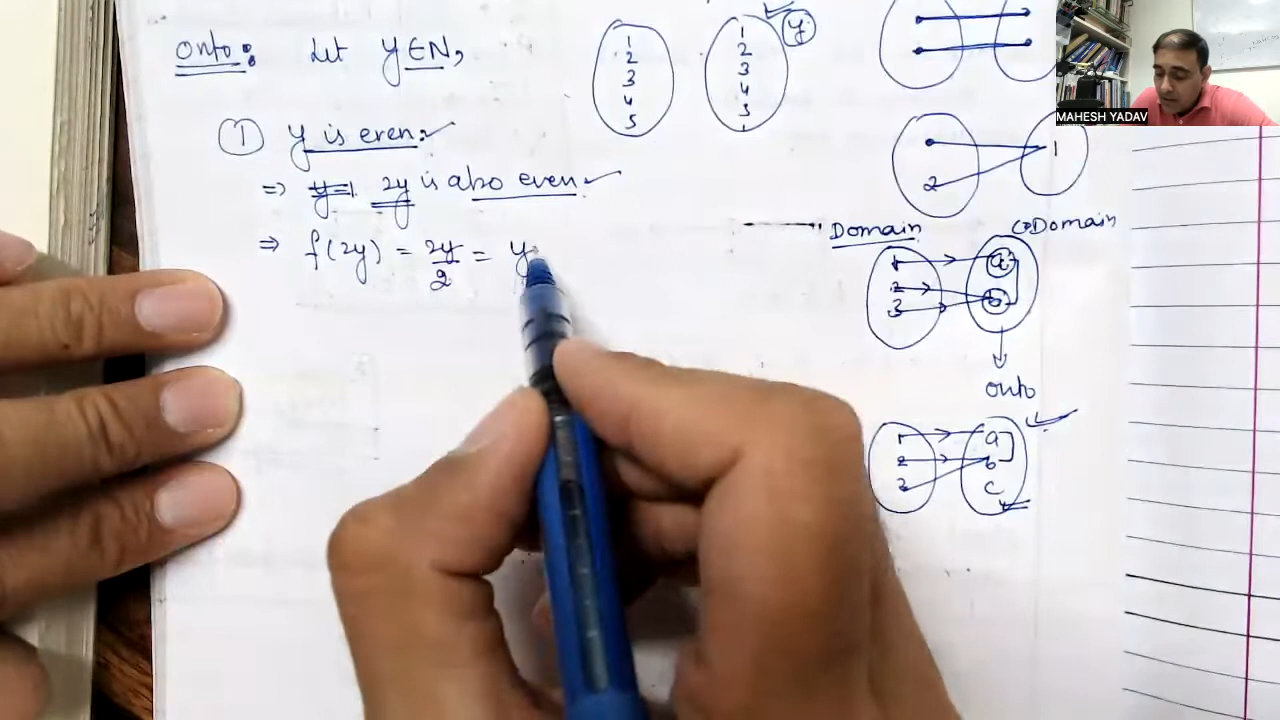 onto: Let y∈N,
① y is even:
⇒ 2y is also even
⇒ f(2y) = 2y/2 = y
1
2
3
4
5
1
2
3
4
5
y
MAHESH YADAV
2
1
Domain
CoDomain
1
2
3
a
b
onto
1
2
3
a
b
c